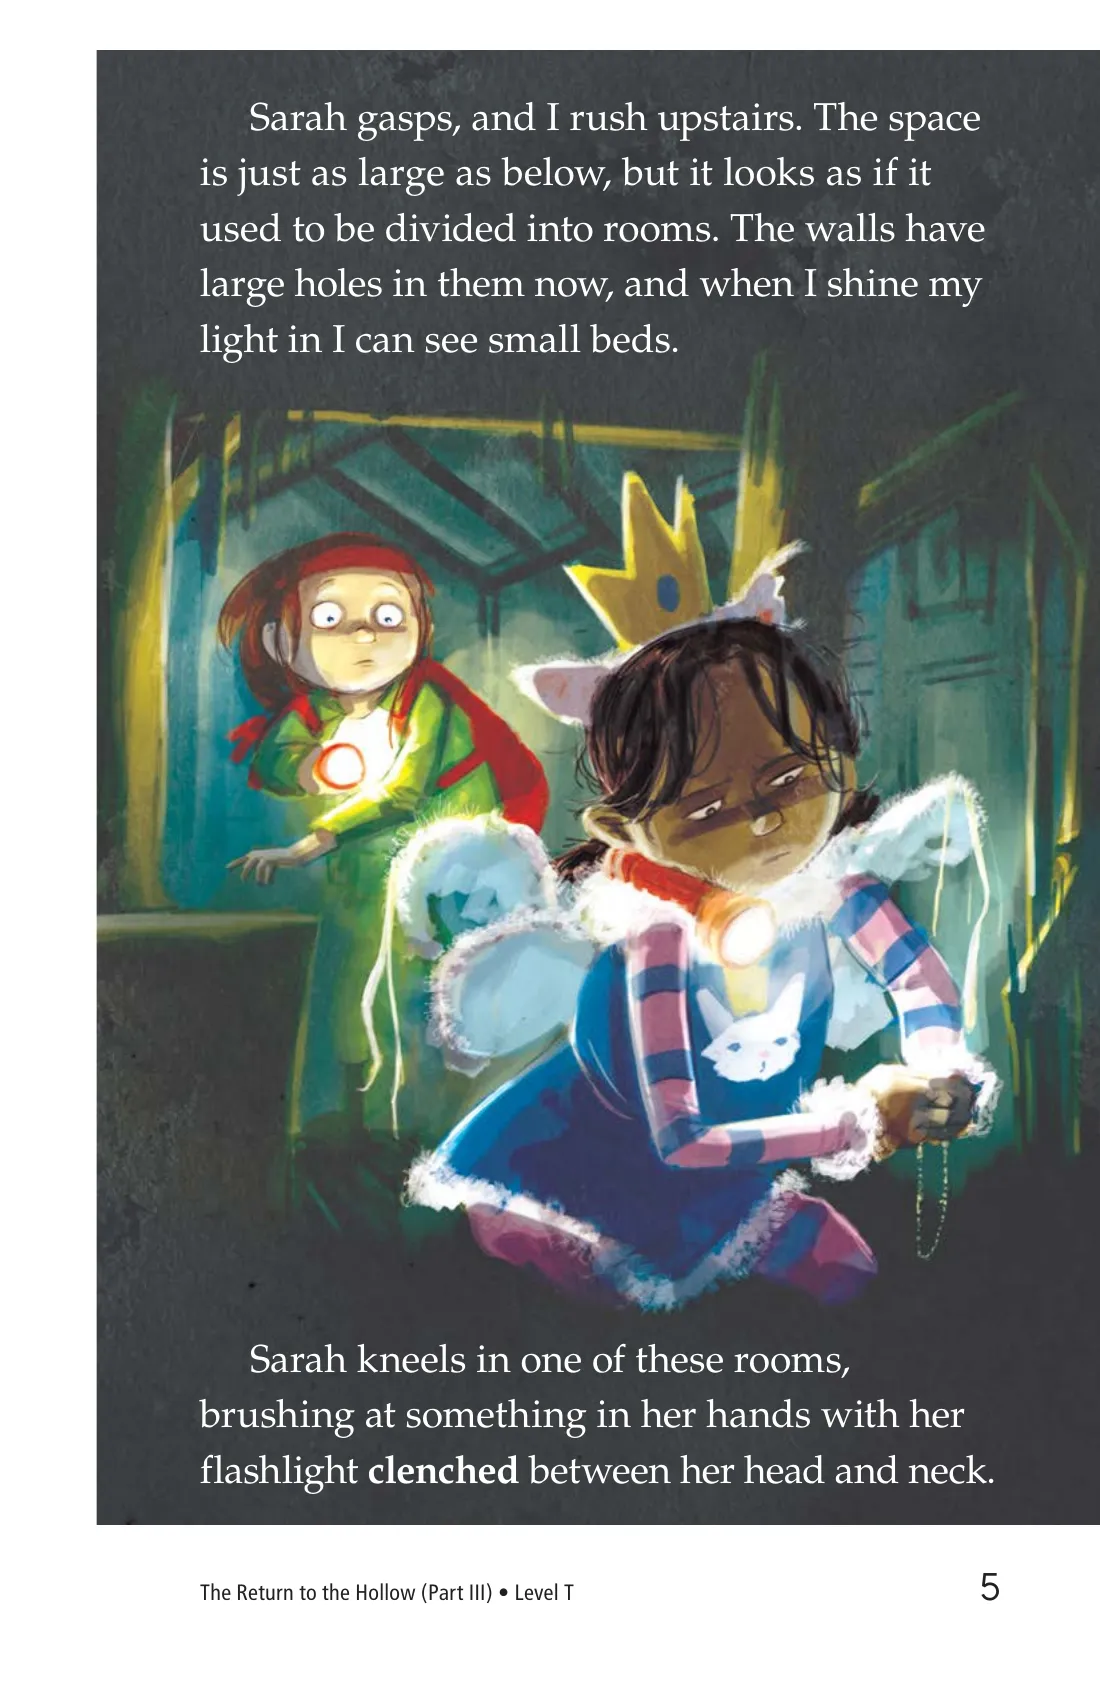 Sarah gasps, and I rush upstairs. The space
is just as large as below, but it looks as if it
used to be divided into rooms. The walls have
large holes in them now, and when I shine my
light in I can see small beds.
Sarah kneels in one of these rooms,
brushing at something in her hands with her
flashlight clenched between her head and neck.
The Return to the Hollow (Part III) • Level T
5